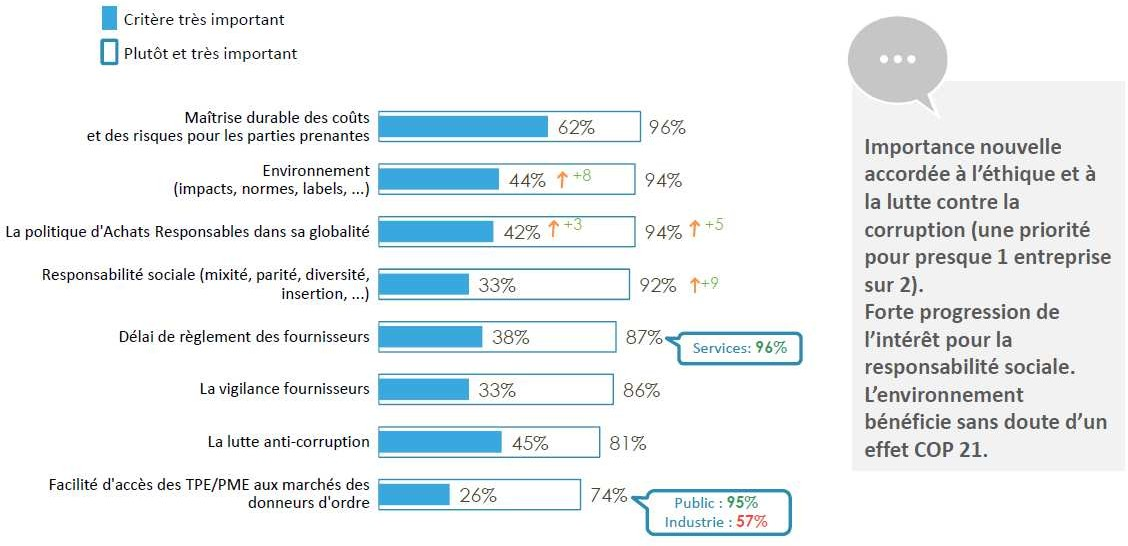 Critère très important
Plutôt et très important
Maîtrise durable des coûts
et des risques pour les parties prenantes
62%
96%
Environnement
(impacts, normes, labels, ...)
44%
+8
94%
La politique d'Achats Responsables dans sa globalité
42%
+3
94%
+5
Responsabilité sociale (mixité, parité, diversité,
insertion, ...)
33%
92%
+9
Délai de règlement des fournisseurs
38%
87%
Services: 96%
La vigilance fournisseurs
33%
86%
La lutte anti-corruption
45%
81%
Facilité d'accès des TPE/PME aux marchés des
donneurs d'ordre
26%
74%
Public : 95%
Industrie : 57%
Importance nouvelle
accordée à l'éthique et à
la lutte contre la
corruption (une priorité
pour presque 1 entreprise
sur 2).
Forte progression de
l'intérêt pour la
responsabilité sociale.
L'environnement
bénéficie sans doute d'un
effet COP 21.